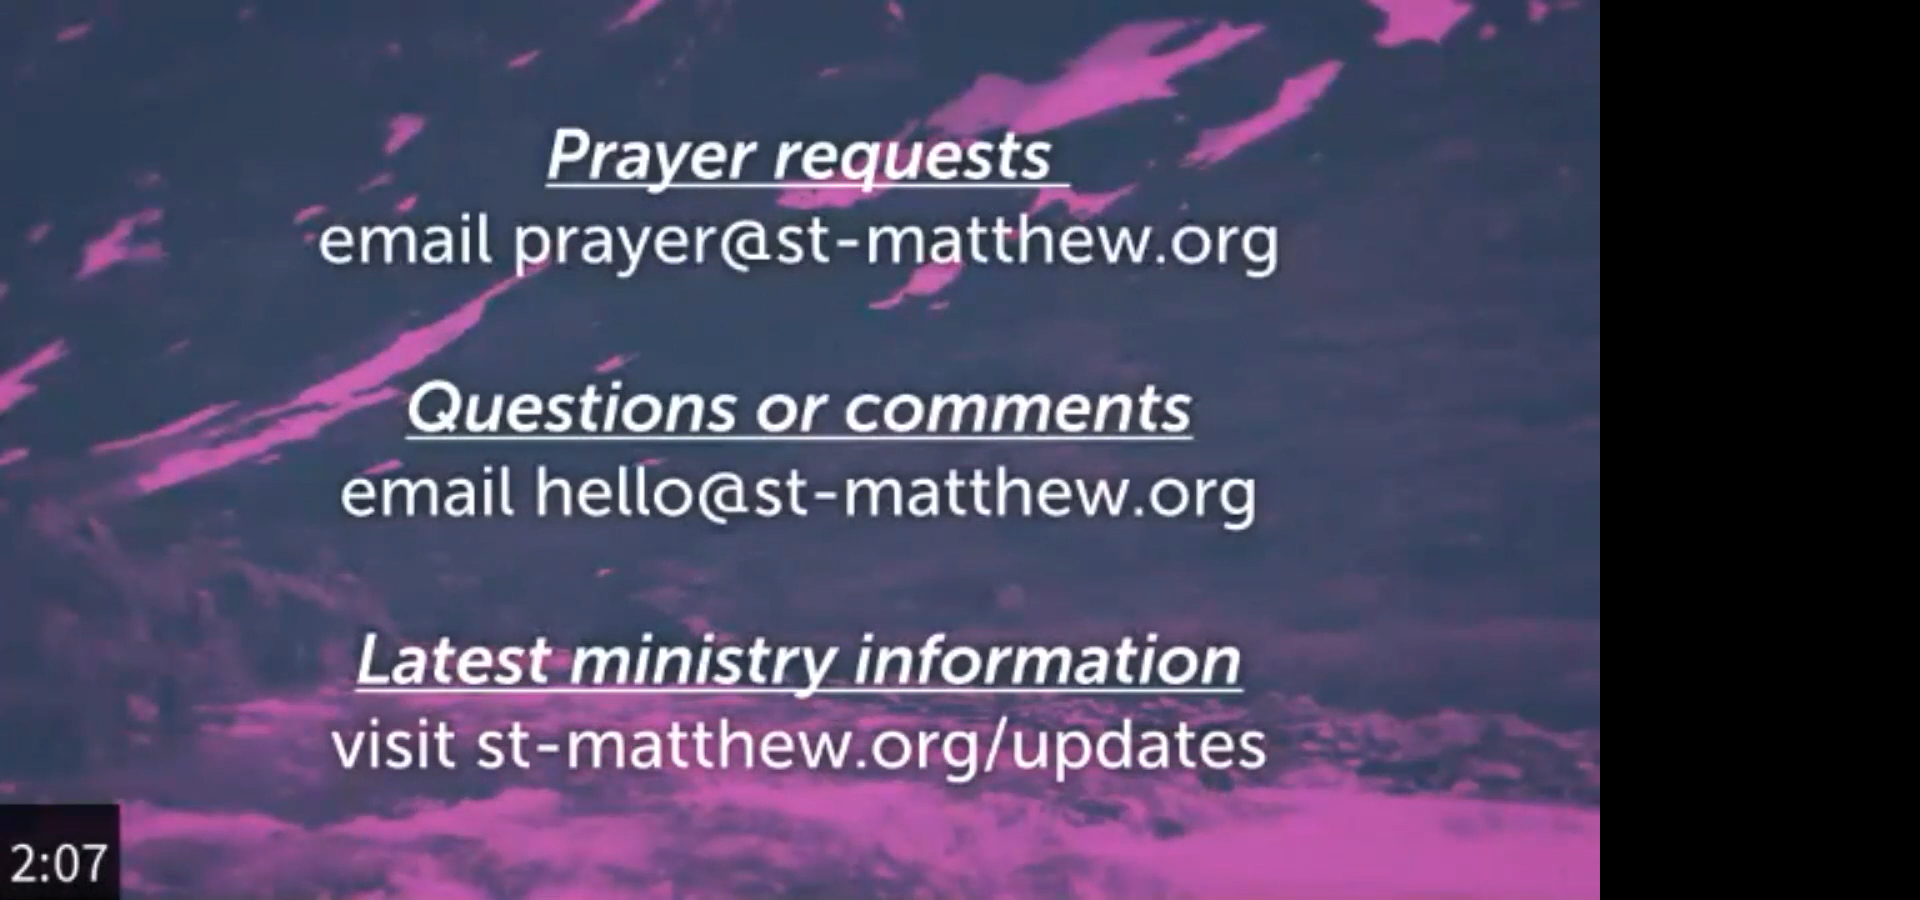 Prayer requests
email prayer@st-matthew.org
Questions or comments
email hello@st-matthew.org
Latest ministry information
visit st-matthew.org/updates
2:07